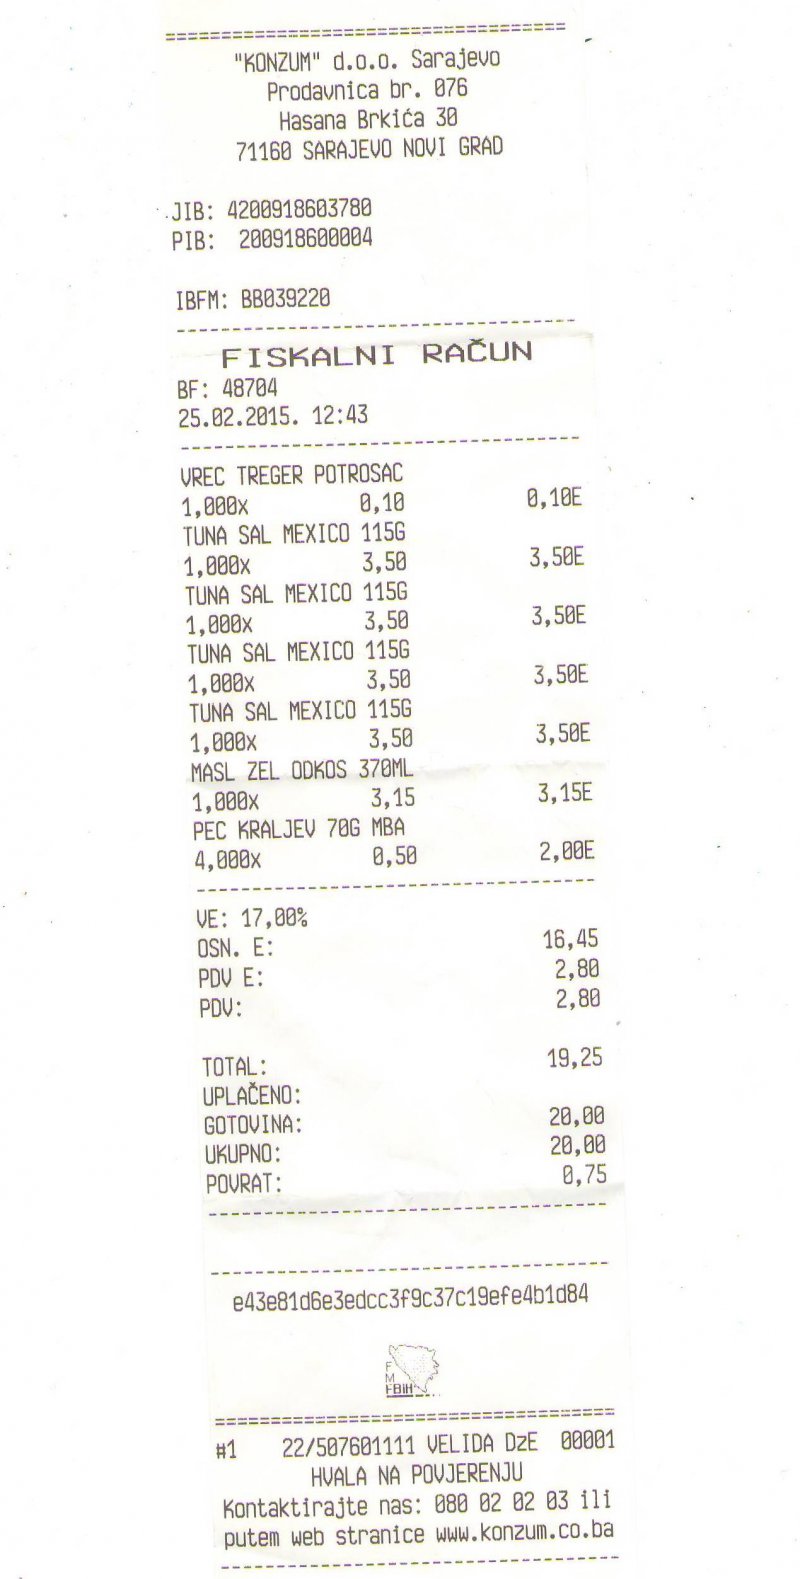 "KONZUM" d.o.o. Sarajevo
Prodavnica br. 076
Hasana Brkića 30
71160 SARAJEVO NOVI GRAD
JIB: 4200918603780
PIB: 200918600004
IBFM: BB039220
FISKALNI RAČUN
BF: 48704
25.02.2015. 12:43
VREC TREGER POTROSAC
1,000x 0,10 0,10E
TUNA SAL MEXICO 115G
1,000x 3,50 3,50E
TUNA SAL MEXICO 115G
1,000x 3,50 3,50E
TUNA SAL MEXICO 115G
1,000x 3,50 3,50E
TUNA SAL MEXICO 115G
1,000x 3,50 3,50E
MASL ZEL ODKOS 370ML
1,000x 3,15 3,15E
PEC KRALJEV 70G MBA
4,000x 0,50 2,00E
VE: 17,00%
OSN. E: 16,45
PDV E: 2,80
PDV: 2,80
TOTAL: 19,25
UPLAČENO:
GOTOVINA: 20,00
UKUPNO: 20,00
POVRAT: 0,75
e43e81d6e3edcc3f9c37c19efe4b1d84
F
M
FBiH
#1 22/507601111 VELIDA DzE 00001
HVALA NA POVJERENJU
Kontaktirajte nas: 080 02 02 03 ili
putem web stranice www.konzum.co.ba